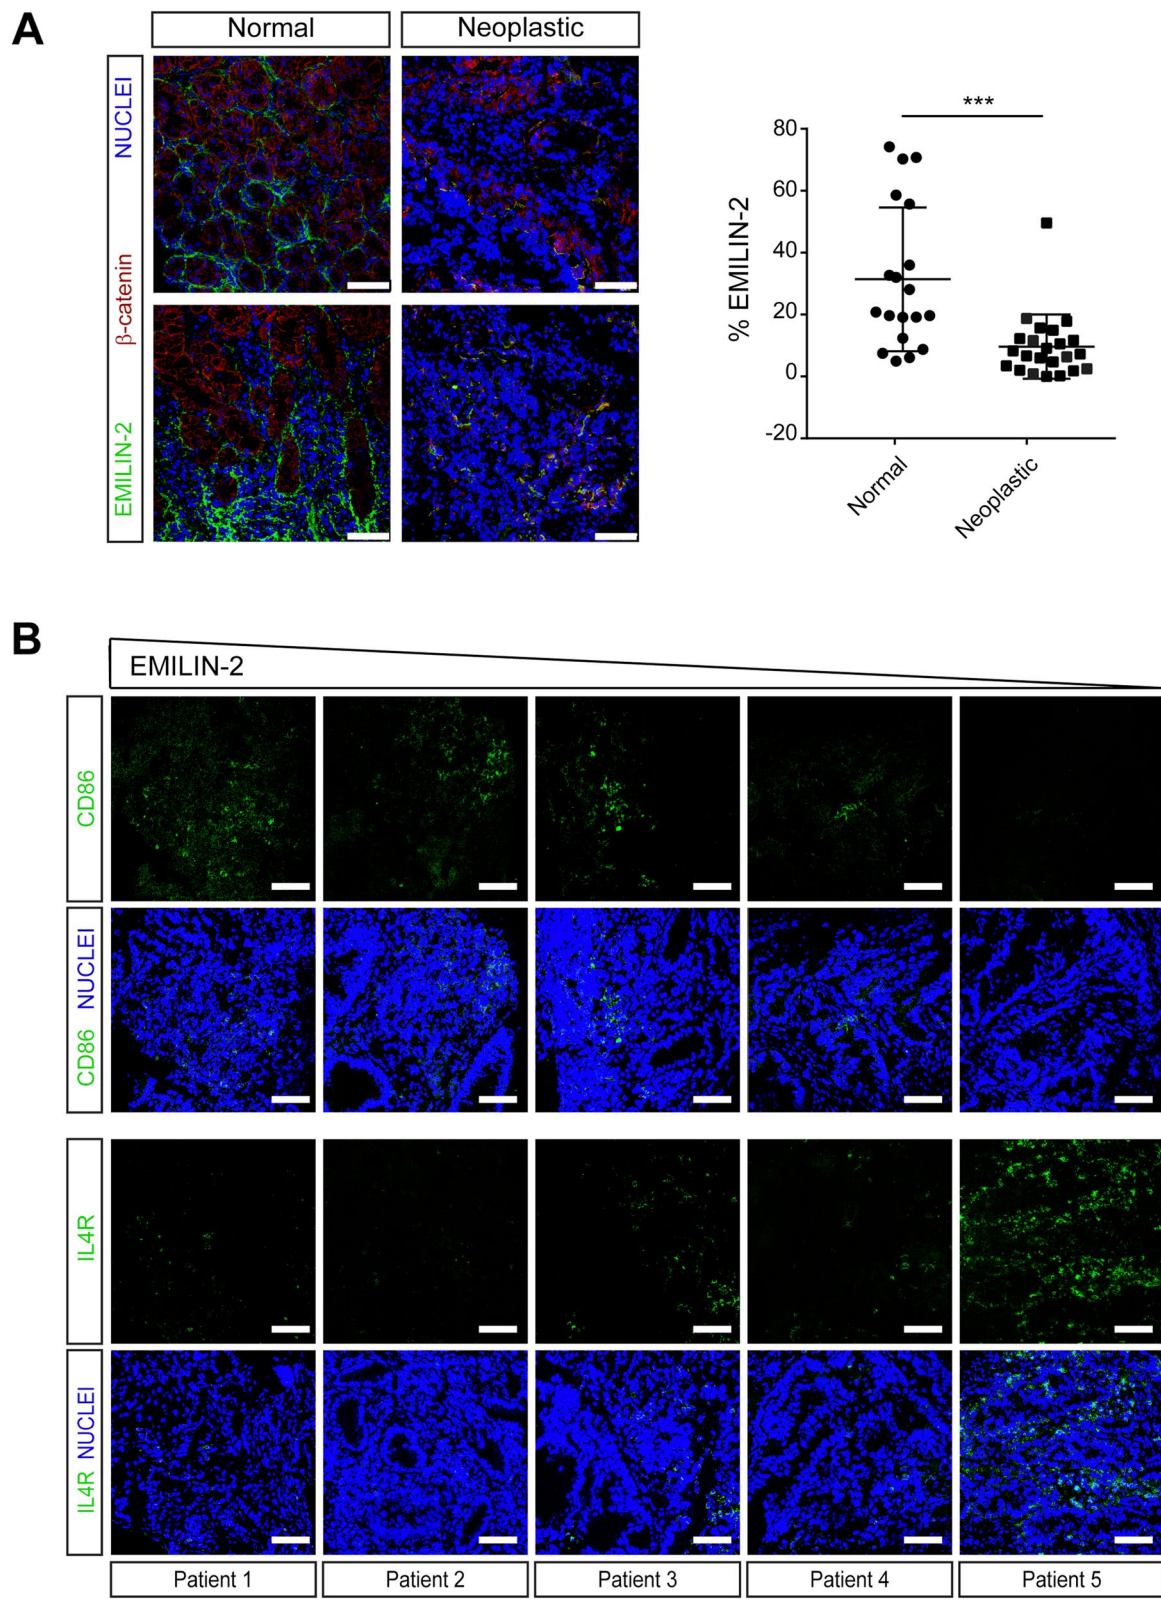 A
Normal
Neoplastic
EMILIN-2 β-catenin NUCLEI
***
% EMILIN-2
80
60
40
20
0
-20
Normal
Neoplastic
B
EMILIN-2
CD86
CD86 NUCLEI
IL4R
IL4R NUCLEI
Patient 1
Patient 2
Patient 3
Patient 4
Patient 5